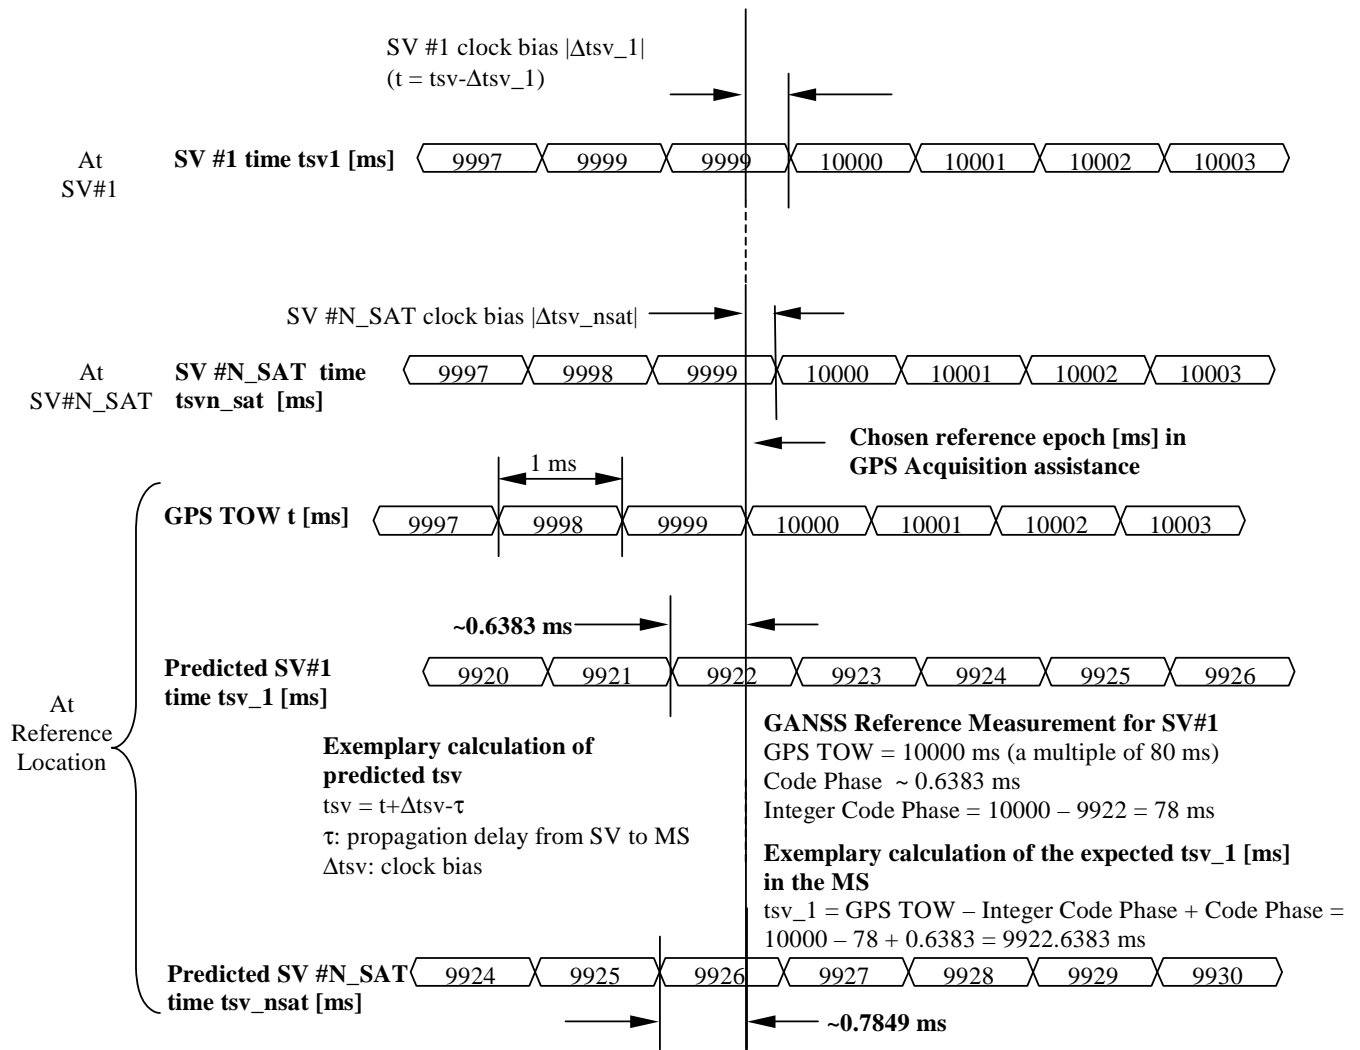 SV #1 clock bias |Δtsv_1|
(t = tsv-Δtsv_1)
At
SV#1
SV #1 time tsv1 [ms]
9997 9999 9999 10000 10001 10002 10003
SV #N_SAT clock bias |Δtsv_nsat|
At
SV#N_SAT
SV #N_SAT time
tsvn_sat [ms]
9997 9998 9999 10000 10001 10002 10003
Chosen reference epoch [ms] in
GPS Acquisition assistance
1 ms
GPS TOW t [ms]
9997 9998 9999 10000 10001 10002 10003
~0.6383 ms
Predicted SV#1
time tsv_1 [ms]
9920 9921 9922 9923 9924 9925 9926
At
Reference
Location
Exemplary calculation of
predicted tsv
tsv = t+Δtsv-τ
τ: propagation delay from SV to MS
Δtsv: clock bias
GANSS Reference Measurement for SV#1
GPS TOW = 10000 ms (a multiple of 80 ms)
Code Phase ~ 0.6383 ms
Integer Code Phase = 10000 – 9922 = 78 ms
Exemplary calculation of the expected tsv_1 [ms]
in the MS
tsv_1 = GPS TOW – Integer Code Phase + Code Phase =
10000 – 78 + 0.6383 = 9922.6383 ms
Predicted SV #N_SAT
time tsv_nsat [ms]
9924 9925 9926 9927 9928 9929 9930
~0.7849 ms